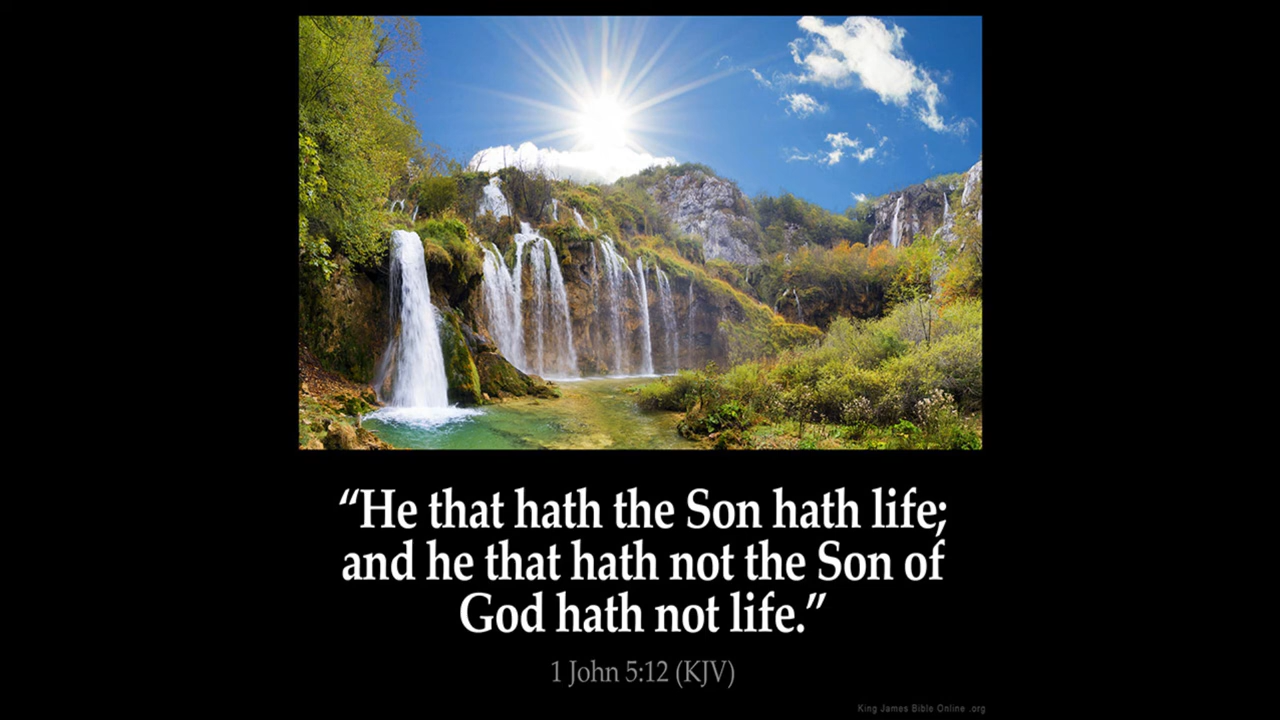 “He that hath the Son hath life;
and he that hath not the Son of
God hath not life.”
1 John 5:12 (KJV)
King James Bible Online .org